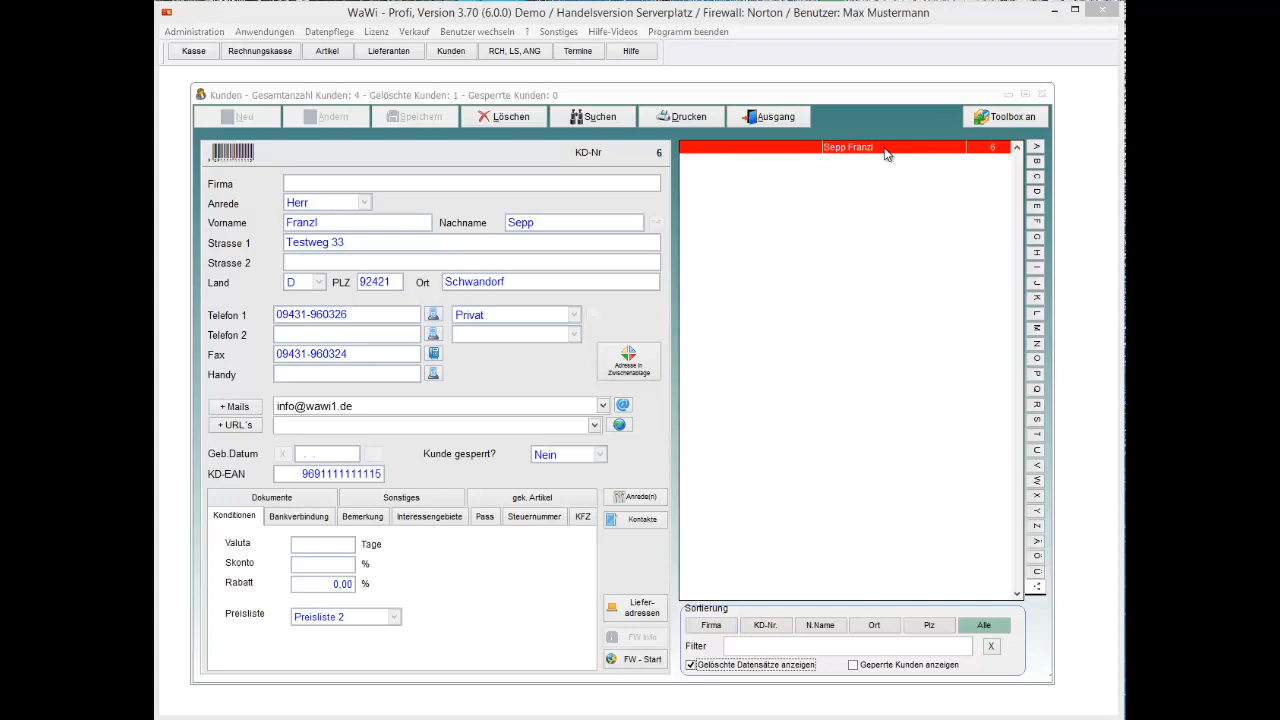 WaWi - Profi, Version 3.70 (6.0.0) Demo / Handelsversion Serverplatz / Firewall: Norton / Benutzer: Max Mustermann
Administration Anwendungen Datenpflege Lizenz Verkauf Benutzer wechseln ? Sonstiges Hilfe-Videos Programm beenden
Kasse Rechnungskasse Artikel Lieferanten Kunden RCH, LS, ANG Termine Hilfe
Kunden - Gesamtanzahl Kunden: 4 - Gelöschte Kunden: 1 - Gesperrte Kunden: 0
Neu Ändern Speichern Löschen Suchen Drucken Ausgang Toolbox an
KD-Nr 6
Sepp Franzl 6
Firma
Anrede Herr
Vorname Franzl Nachname Sepp
Strasse 1 Testweg 33
Strasse 2
Land D PLZ 92421 Ort Schwandorf
Telefon 1 09431-960326 Privat
Telefon 2
Fax 09431-960324
Adresse in
Zwischenablage
Handy
+ Mails info@wawi1.de
+ URL´s
Geb.Datum X . . Kunde gesperrt? Nein
KD-EAN 9691111111115
Dokumente Sonstiges gek. Artikel Anrede(n)
Konditionen Bankverbindung Bemerkung Interessengebiete Pass Steuernummer KFZ Kontakte
Valuta Tage
Skonto %
Rabatt 0,00 %
Preisliste Preisliste 2
Liefer-
adressen
FW Info
FW - Start
A
B
C
D
E
F
G
H
I
J
K
L
M
N
O
P
Q
R
S
T
U
V
W
X
Y
Z
Ä
Ö
Ü
Sortierung
Firma KD-Nr. N.Name Ort Plz Alle
Filter X
Gelöschte Datensätze anzeigen Geperrte Kunden anzeigen